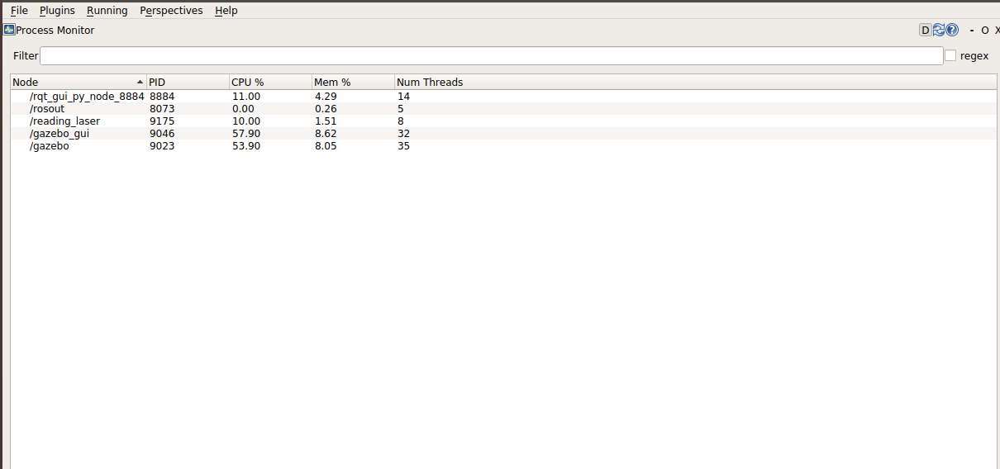 File Plugins Running Perspectives Help
Process Monitor D ? - O X
Filter regex
Node PID CPU % Mem % Num Threads
/rqt_gui_py_node_8884 8884 11.00 4.29 14
/rosout 8073 0.00 0.26 5
/reading_laser 9175 10.00 1.51 8
/gazebo_gui 9046 57.90 8.62 32
/gazebo 9023 53.90 8.05 35